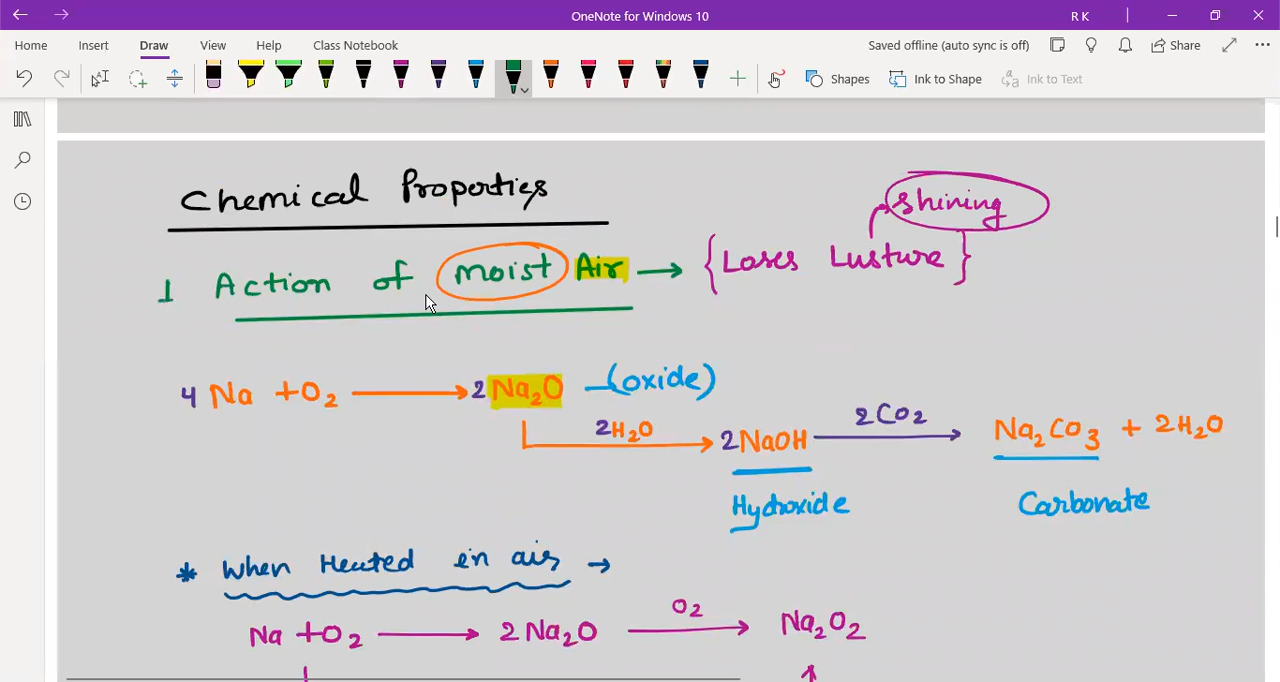 OneNote for Windows 10
R K
Home Insert Draw View Help Class Notebook
Saved offline (auto sync is off) Share
Shapes Ink to Shape Ink to Text
Chemical Properties
shining
1 Action of moist Air → {Loses Lusture}
4 Na + O2 → 2 Na2O – (oxide)
2H2O 2NaOH 2CO2 → Na2CO3 + 2H2O
Hydroxide Carbonate
* When Heated in air →
Na + O2 → 2 Na2O O2 → Na2O2